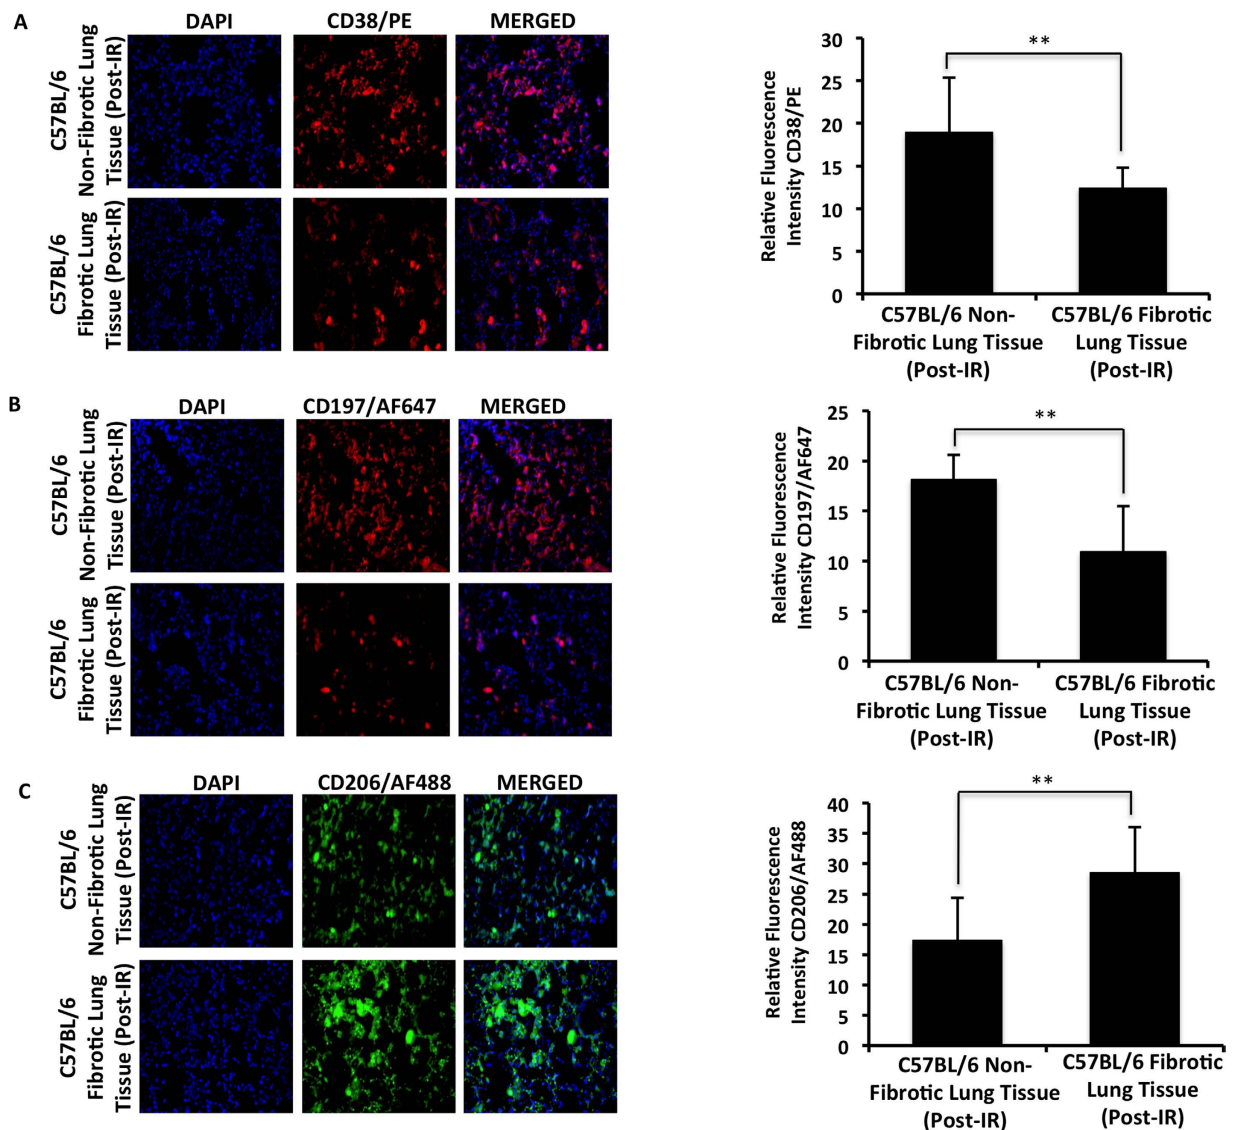 A
DAPI
CD38/PE
MERGED
C57BL/6
Non-Fibrotic Lung
Tissue (Post-IR)
C57BL/6
Fibrotic Lung
Tissue (Post-IR)
Relative Fluorescence
Intensity CD38/PE
30
25
20
15
10
5
0
**
C57BL/6 Non-
Fibrotic Lung Tissue
(Post-IR)
C57BL/6 Fibrotic
Lung Tissue
(Post-IR)
B
DAPI
CD197/AF647
MERGED
C57BL/6
Non-Fibrotic Lung
Tissue (Post-IR)
C57BL/6
Fibrotic Lung
Tissue (Post-IR)
Relative Fluorescence
Intensity CD197/AF647
25
20
15
10
5
0
**
C57BL/6 Non-
Fibrotic Lung Tissue
(Post-IR)
C57BL/6 Fibrotic
Lung Tissue
(Post-IR)
C
DAPI
CD206/AF488
MERGED
C57BL/6
Non-Fibrotic Lung
Tissue (Post-IR)
C57BL/6
Fibrotic Lung
Tissue (Post-IR)
Relative Fluorescence
Intensity CD206/AF488
40
35
30
25
20
15
10
5
0
**
C57BL/6 Non-
Fibrotic Lung Tissue
(Post-IR)
C57BL/6 Fibrotic
Lung Tissue
(Post-IR)